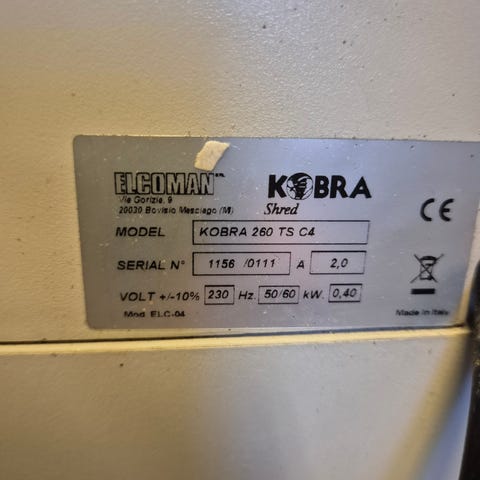 ELCOMAN
KOBRA
Via Gorizia, 9
20030 Bovisio Masciago (MI)
Shred
CE
MODEL KOBRA 260 TS C4
SERIAL N° 1156 /0111 A 2,0
VOLT +/-10% 230 Hz. 50/60 kW. 0,40
Mod. ELC-04
Made in Italy